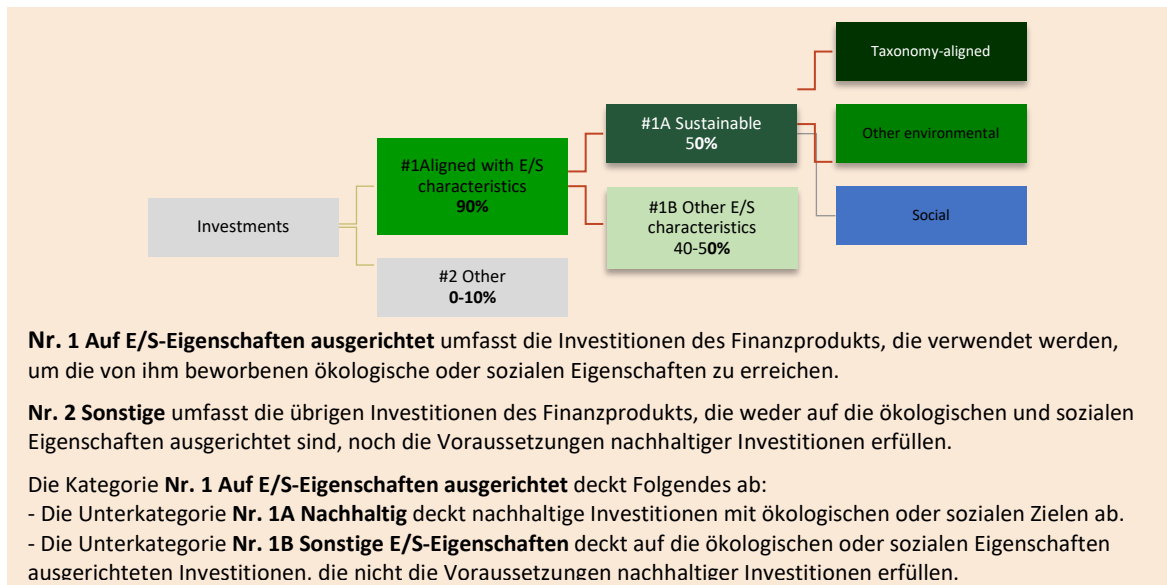 Taxonomy-aligned
#1A Sustainable
50%
Other environmental
#1Aligned with E/S
characteristics
90%
#1B Other E/S
characteristics
40-50%
Social
Investments
#2 Other
0-10%
Nr. 1 Auf E/S-Eigenschaften ausgerichtet umfasst die Investitionen des Finanzprodukts, die verwendet werden,
um die von ihm beworbenen ökologische oder sozialen Eigenschaften zu erreichen.
Nr. 2 Sonstige umfasst die übrigen Investitionen des Finanzprodukts, die weder auf die ökologischen und sozialen
Eigenschaften ausgerichtet sind, noch die Voraussetzungen nachhaltiger Investitionen erfüllen.
Die Kategorie Nr. 1 Auf E/S-Eigenschaften ausgerichtet deckt Folgendes ab:
- Die Unterkategorie Nr. 1A Nachhaltig deckt nachhaltige Investitionen mit ökologischen oder sozialen Zielen ab.
- Die Unterkategorie Nr. 1B Sonstige E/S-Eigenschaften deckt auf die ökologischen oder sozialen Eigenschaften
ausgerichteten Investitionen, die nicht die Voraussetzungen nachhaltiger Investitionen erfüllen.